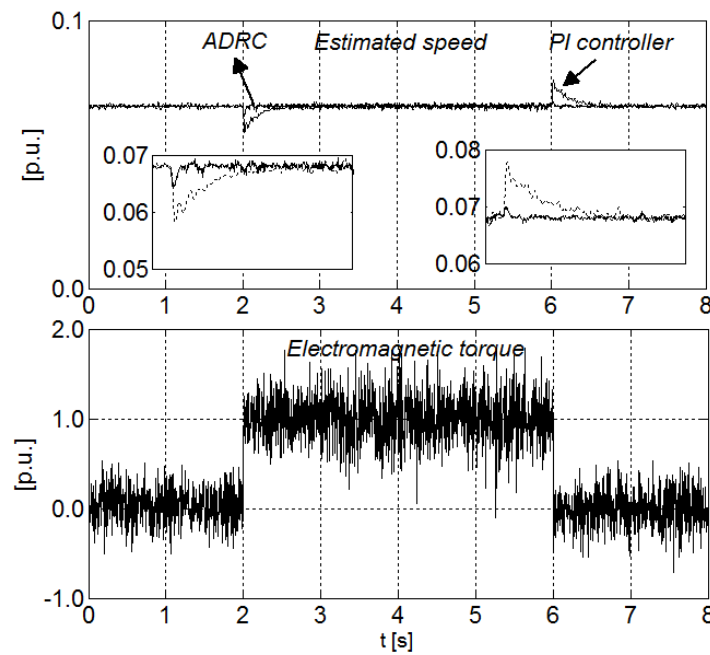 0.1
ADRC Estimated speed PI controller
[p.u.]
0.07
0.06
0.05
0.08
0.07
0.06
0.0
0 1 2 3 4 5 6 7 8
2.0
Electromagnetic torque
[p.u.]
1.0
0.0
-1.0
0 1 2 3 4 5 6 7 8
t [s]